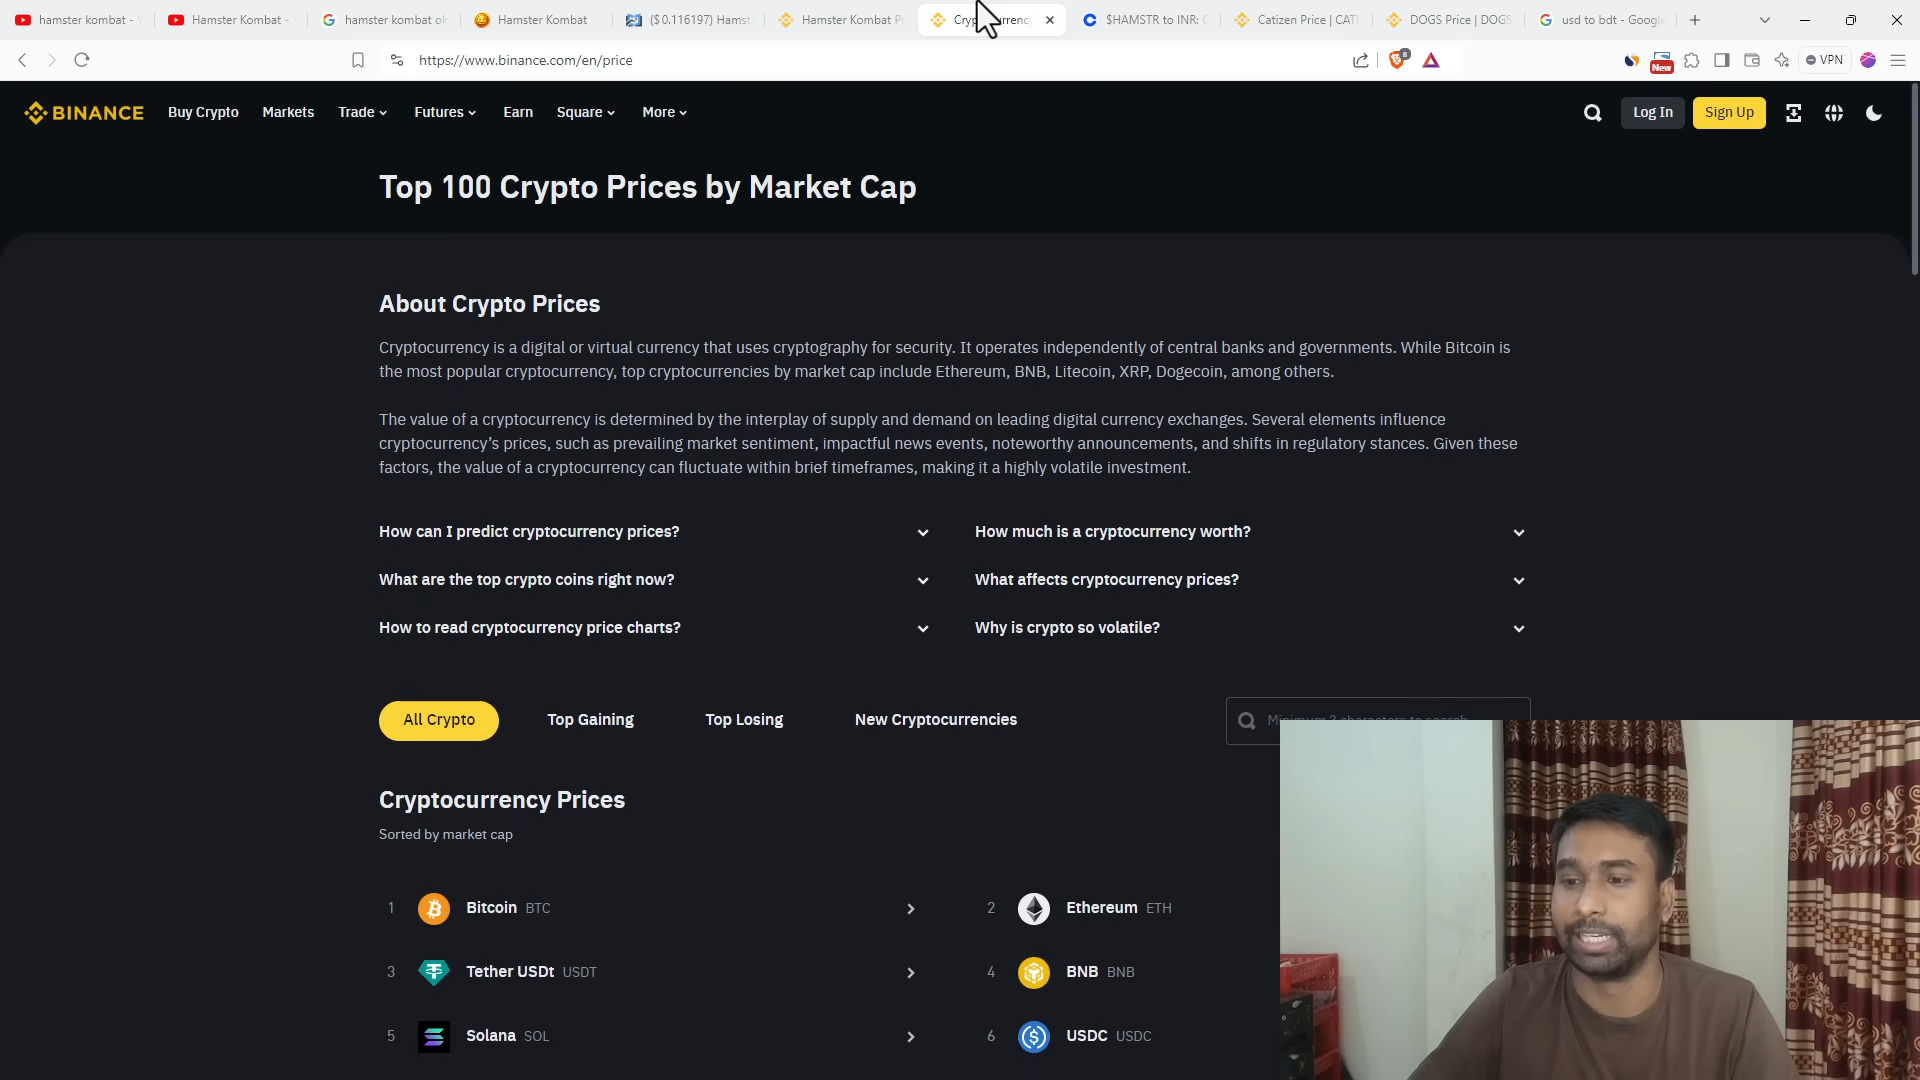 hamster kombat -
Hamster Kombat -
hamster kombat ok
Hamster Kombat
($0.116197) Hamst
Hamster Kombat P
$HAMSTR to INR:
Catizen Price | CATI
DOGS Price | DOGS
usd to bdt - Google
https://www.binance.com/en/price
8
New
VPN
BINANCE
Buy Crypto
Markets
Trade
Futures
Earn
Square
More
Log In
Sign Up
Top 100 Crypto Prices by Market Cap
About Crypto Prices
Cryptocurrency is a digital or virtual currency that uses cryptography for security. It operates independently of central banks and governments. While Bitcoin is
the most popular cryptocurrency, top cryptocurrencies by market cap include Ethereum, BNB, Litecoin, XRP, Dogecoin, among others.
The value of a cryptocurrency is determined by the interplay of supply and demand on leading digital currency exchanges. Several elements influence
cryptocurrency’s prices, such as prevailing market sentiment, impactful news events, noteworthy announcements, and shifts in regulatory stances. Given these
factors, the value of a cryptocurrency can fluctuate within brief timeframes, making it a highly volatile investment.
How can I predict cryptocurrency prices?
How much is a cryptocurrency worth?
What are the top crypto coins right now?
What affects cryptocurrency prices?
How to read cryptocurrency price charts?
Why is crypto so volatile?
All Crypto
Top Gaining
Top Losing
New Cryptocurrencies
Cryptocurrency Prices
Sorted by market cap
1 Bitcoin BTC
2 Ethereum ETH
3 Tether USDt USDT
4 BNB BNB
5 Solana SOL
6 USDC USDC